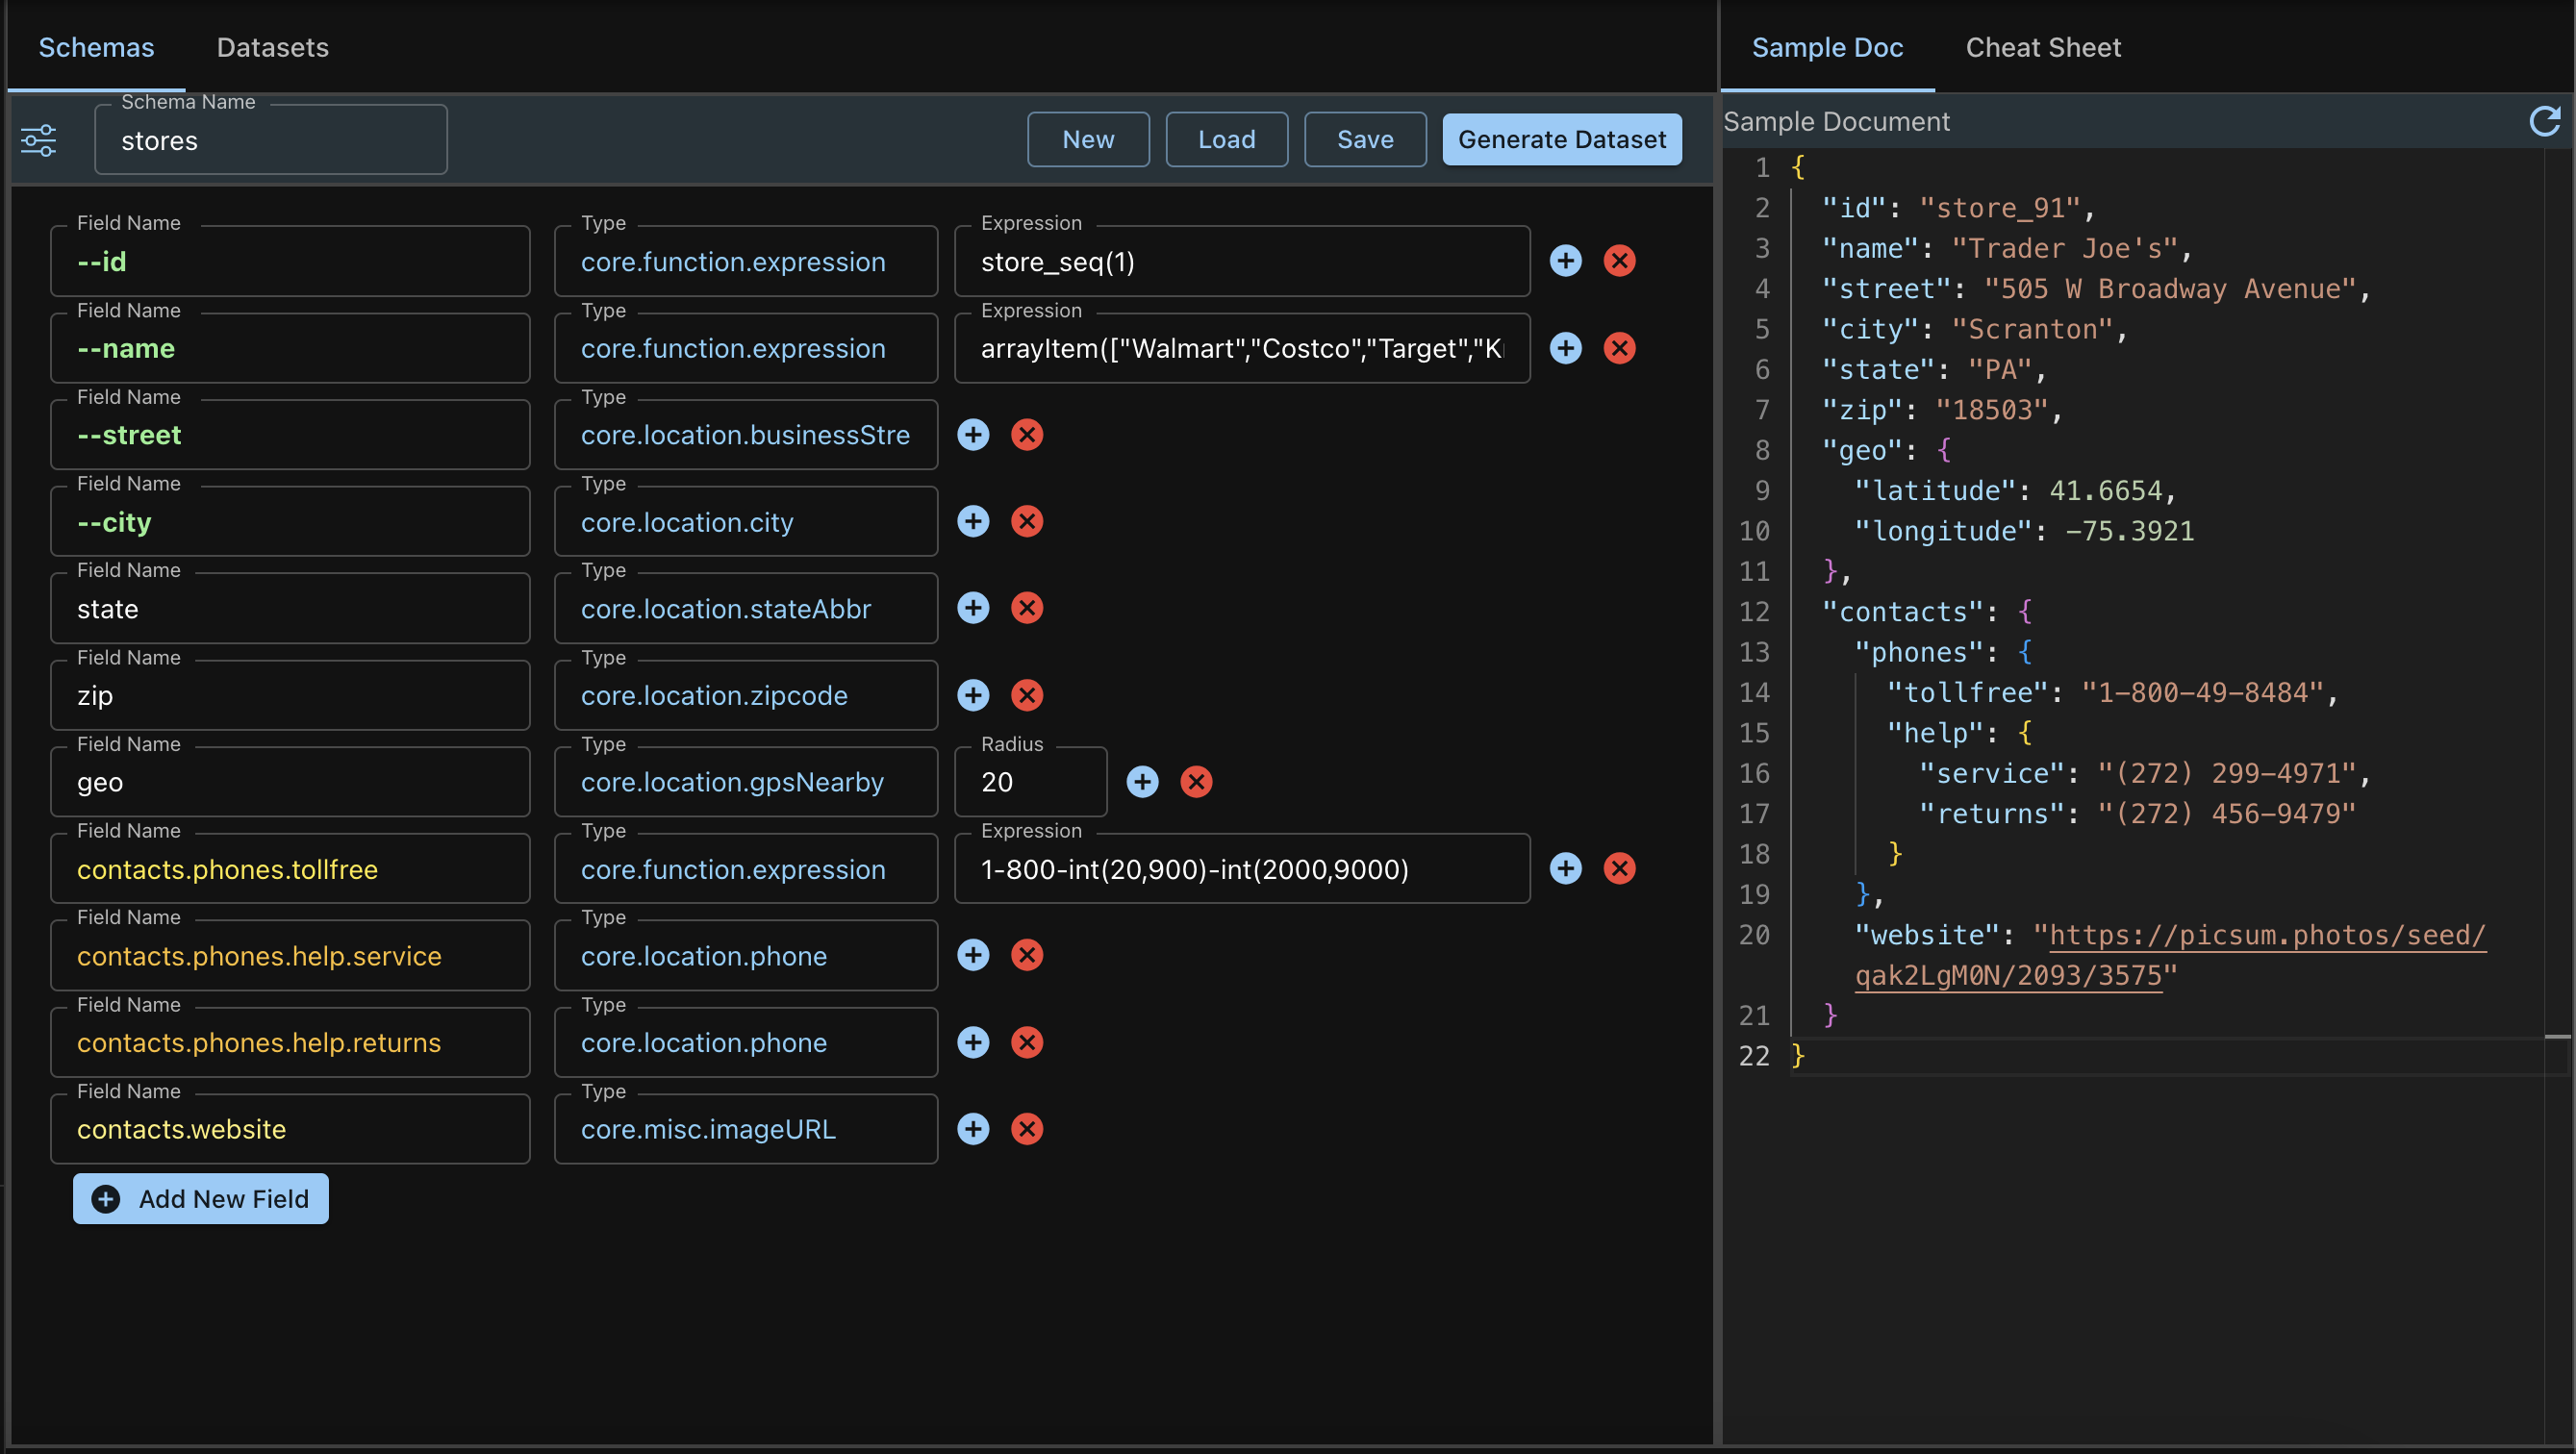 Schemas Datasets
Schema Name
stores
New Load Save Generate Dataset
Field Name Type Expression
--id core.function.expression store_seq(1)
Field Name Type Expression
--name core.function.expression arrayItem(["Walmart","Costco","Target","K
Field Name Type
--street core.location.businessStre
Field Name Type
--city core.location.city
Field Name Type
state core.location.stateAbbr
Field Name Type
zip core.location.zipcode
Field Name Type Radius
geo core.location.gpsNearby 20
Field Name Type Expression
contacts.phones.tollfree core.function.expression 1-800-int(20,900)-int(2000,9000)
Field Name Type
contacts.phones.help.service core.location.phone
Field Name Type
contacts.phones.help.returns core.location.phone
Field Name Type
contacts.website core.misc.imageURL
Add New Field
Sample Doc Cheat Sheet
Sample Document
1 {
2 "id": "store_91",
3 "name": "Trader Joe's",
4 "street": "505 W Broadway Avenue",
5 "city": "Scranton",
6 "state": "PA",
7 "zip": "18503",
8 "geo": {
9 "latitude": 41.6654,
10 "longitude": -75.3921
11 },
12 "contacts": {
13 "phones": {
14 "tollfree": "1-800-49-8484",
15 "help": {
16 "service": "(272) 299-4971",
17 "returns": "(272) 456-9479"
18 }
19 },
20 "website": "https://picsum.photos/seed/
qak2LgM0N/2093/3575"
21 }
22 }